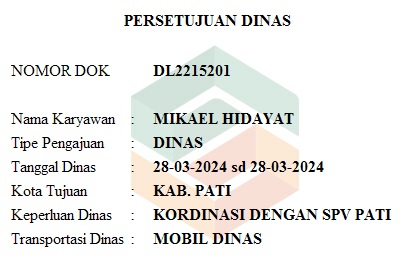 PERSETUJUAN DINAS
NOMOR DOK DL2215201
Nama Karyawan : MIKAEL HIDAYAT
Tipe Pengajuan : DINAS
Tanggal Dinas : 28-03-2024 sd 28-03-2024
Kota Tujuan : KAB. PATI
Keperluan Dinas : KORDINASI DENGAN SPV PATI
Transportasi Dinas : MOBIL DINAS